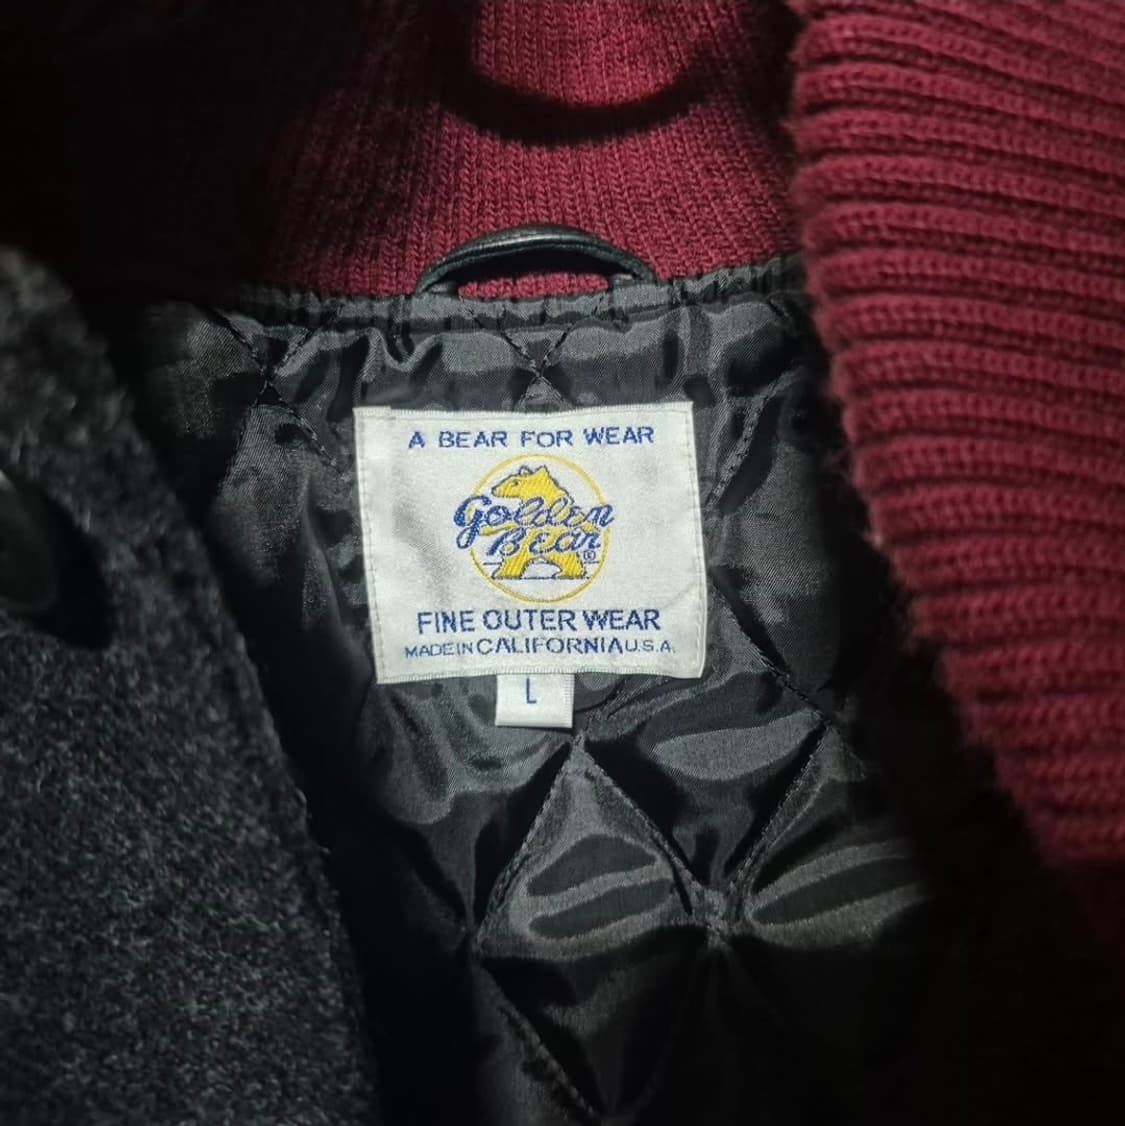 A BEAR FOR WEAR
Golden
Bear®
FINE OUTER WEAR
MADE IN CALIFORNIA U.S.A.
L